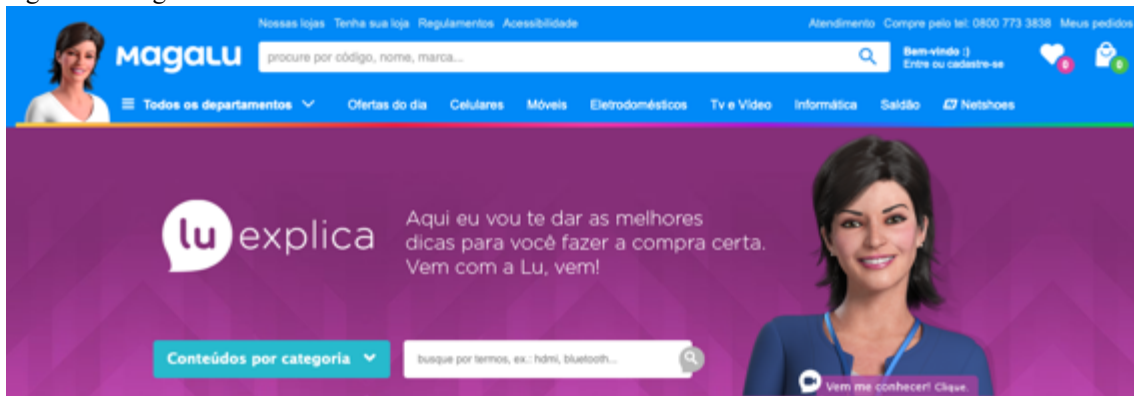 Nossas lojas Tenha sua loja Regulamentos Acessibilidade Atendimento Compre pelo tel: 0800 773 3838 Meus pedidos
Magalu
procure por código, nome, marca...
Bem-vindo :)
Entre ou cadastre-se
0
0
Todos os departamentos Ofertas do dia Celulares Móveis Eletrodomésticos Tv e Vídeo Informática Saldão Netshoes
lu explica
Aqui eu vou te dar as melhores
dicas para você fazer a compra certa.
Vem com a Lu, vem!
Conteúdos por categoria
busque por termos, ex.: hdmi, bluetooth...
Vem me conhecer! Clique.